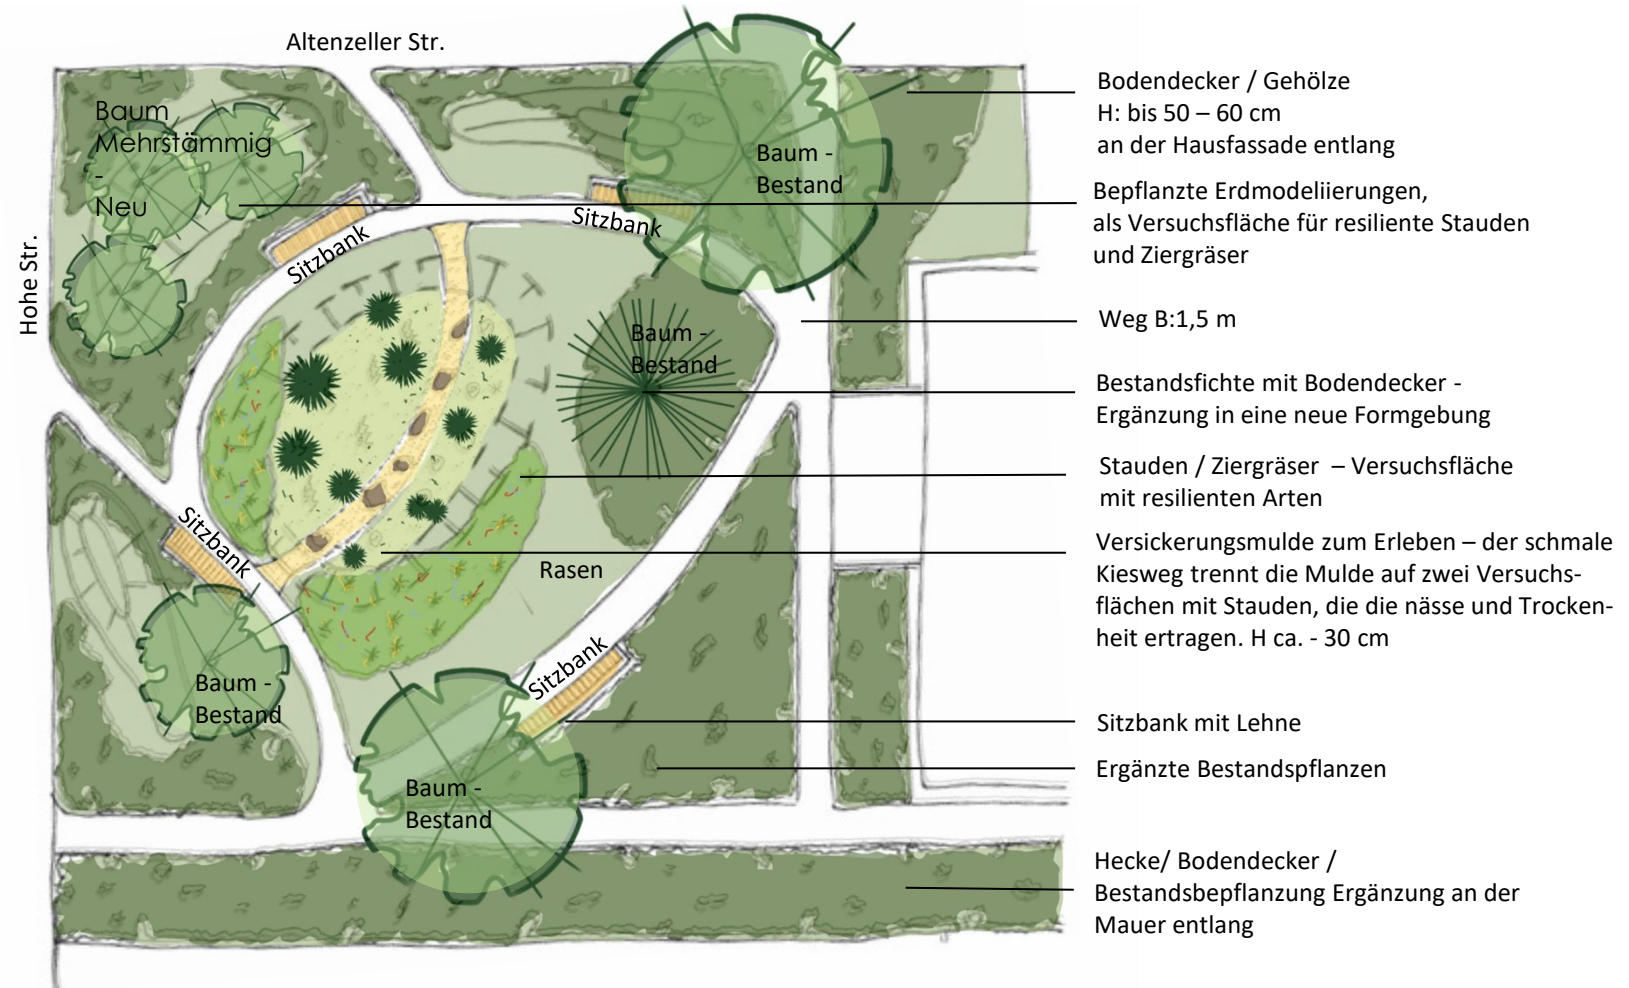 Altenzeller Str.
Hohe Str.
Baum
Mehrstämmig
-
Neu
Sitzbank
Sitzbank
Baum -
Bestand
Baum -
Bestand
Sitzbank
Rasen
Baum -
Bestand
Sitzbank
Baum -
Bestand
Bodendecker / Gehölze
H: bis 50 – 60 cm
an der Hausfassade entlang
Bepflanzte Erdmodeliierungen,
als Versuchsfläche für resiliente Stauden
und Ziergräser
Weg B:1,5 m
Bestandsfichte mit Bodendecker -
Ergänzung in eine neue Formgebung
Stauden / Ziergräser – Versuchsfläche
mit resilienten Arten
Versickerungsmulde zum Erleben – der schmale
Kiesweg trennt die Mulde auf zwei Versuchs-
flächen mit Stauden, die die nässe und Trocken-
heit ertragen. H ca. - 30 cm
Sitzbank mit Lehne
Ergänzte Bestandspflanzen
Hecke/ Bodendecker /
Bestandsbepflanzung Ergänzung an der
Mauer entlang